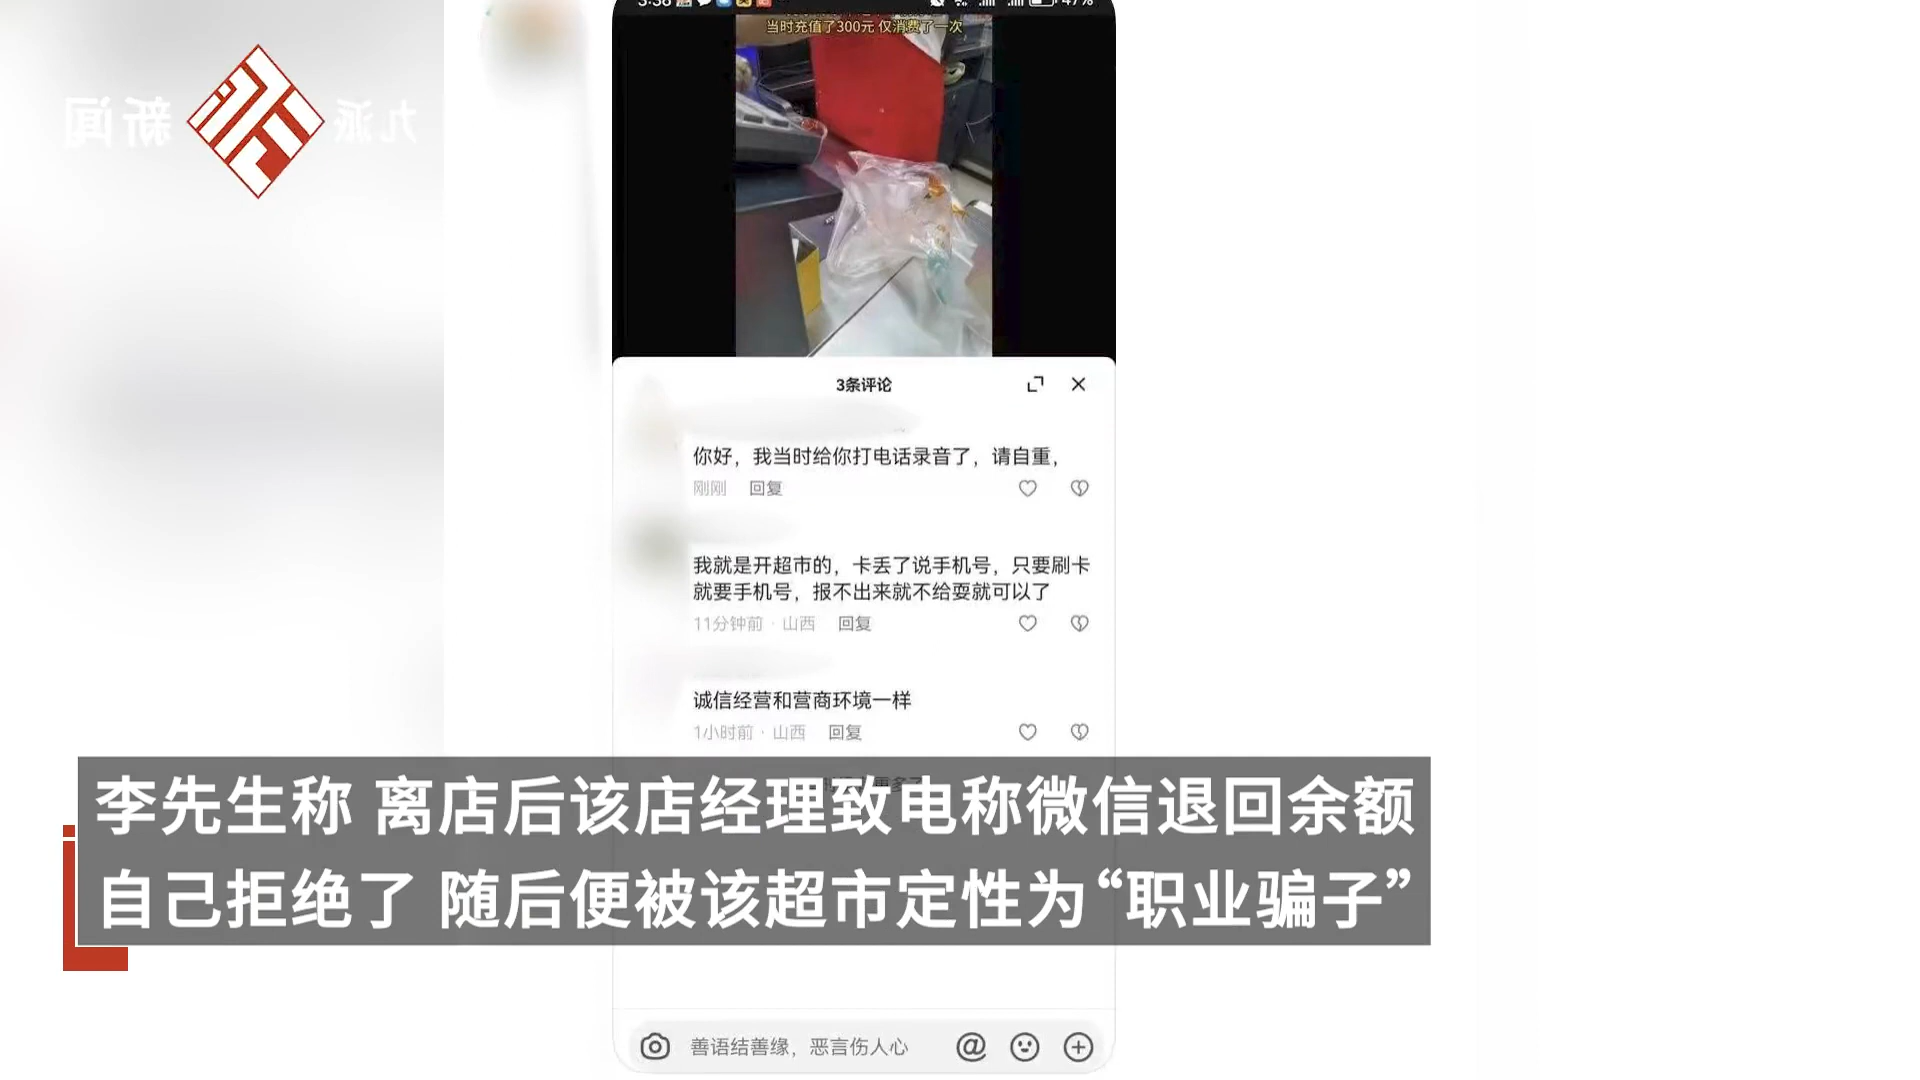 九派
新闻
3:36
47%
当时充值了300元 仅消费了一次
3条评论
你好，我当时给你打电话录音了，请自重，
刚刚 回复
我就是开超市的，卡丢了说手机号，只要刷卡
就要手机号，报不出来就不给耍就可以了
11分钟前 · 山西 回复
诚信经营和营商环境一样
1小时前 · 山西 回复
李先生称 离店后该店经理致电称微信退回余额
自己拒绝了 随后便被该超市定性为“职业骗子”
善语结善缘，恶言伤人心